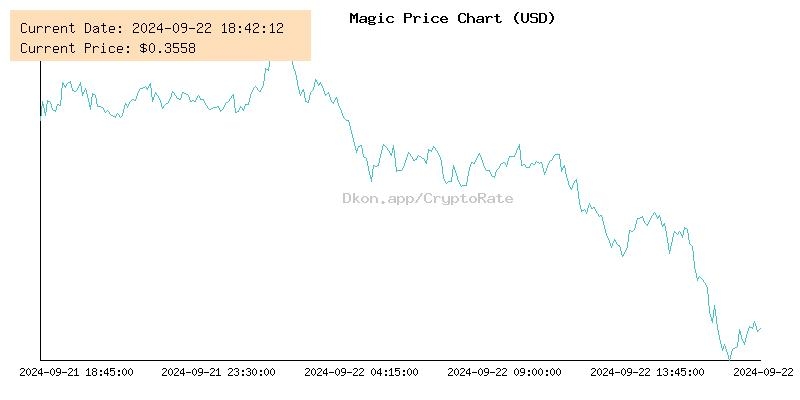 Magic Price Chart (USD)
Current Date: 2024-09-22 18:42:12
Current Price: $0.3558
Dkon.app/CryptoRate
2024-09-21 18:45:00
2024-09-21 23:30:00
2024-09-22 04:15:00
2024-09-22 09:00:00
2024-09-22 13:45:00
2024-09-22